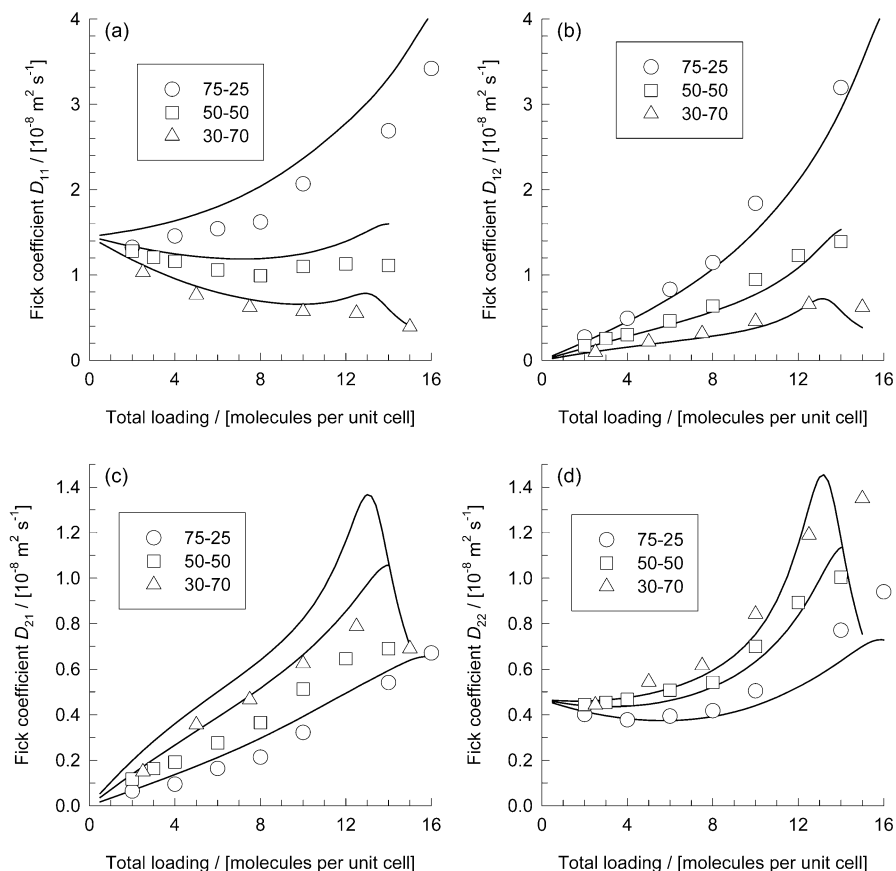 (a)
75-25
50-50
30-70
Fick coefficient D₁₁ / [10⁻⁸ m² s⁻¹]
4
3
2
1
0
0 4 8 12 16
Total loading / [molecules per unit cell]
(b)
75-25
50-50
30-70
Fick coefficient D₁₂ / [10⁻⁸ m² s⁻¹]
4
3
2
1
0
0 4 8 12 16
Total loading / [molecules per unit cell]
(c)
75-25
50-50
30-70
Fick coefficient D₂₁ / [10⁻⁸ m² s⁻¹]
1.4
1.2
1.0
0.8
0.6
0.4
0.2
0.0
0 4 8 12 16
Total loading / [molecules per unit cell]
(d)
75-25
50-50
30-70
Fick coefficient D₂₂ / [10⁻⁸ m² s⁻¹]
1.4
1.2
1.0
0.8
0.6
0.4
0.2
0.0
0 4 8 12 16
Total loading / [molecules per unit cell]